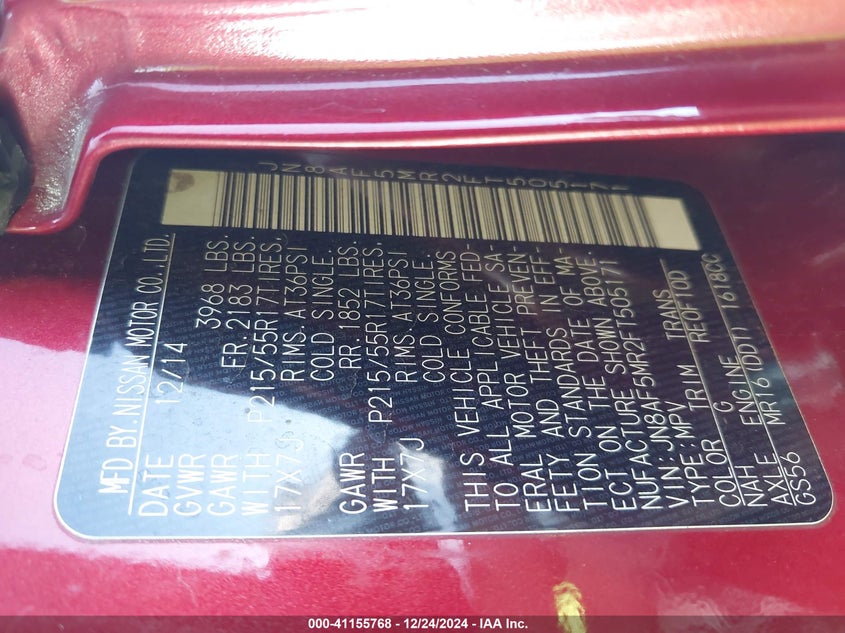 JN8AF5MR2FT505171
MFD BY NISSAN MOTOR CO., LTD.
DATE 12/14
GVWR 3968 LBS.
GAWR FR. 2183 LBS.
WITH P215/55R17TIRES.
17X7J RIMS. AT36PSI
COLD SINGLE.
GAWR RR. 1852 LBS.
WITH P215/55R17TIRES.
17X7J RIMS. AT36PSI
COLD SINGLE.
THIS VEHICLE CONFORMS
TO ALL APPLICABLE FED-
ERAL MOTOR VEHICLE SA-
FETY AND THEFT PREVEN-
TION STANDARDS IN EFF-
ECT ON THE DATE OF MA-
NUFACTURE SHOWN ABOVE.
VIN:JN8AF5MR2FT505171
TYPE:MPV
COLOR TRIM TRANS
NAH G RE0F10D
AXLE ENGINE
GS56 MR16(DDT) 1618CC
000-41155768 - 12/24/2024 - IAA Inc.